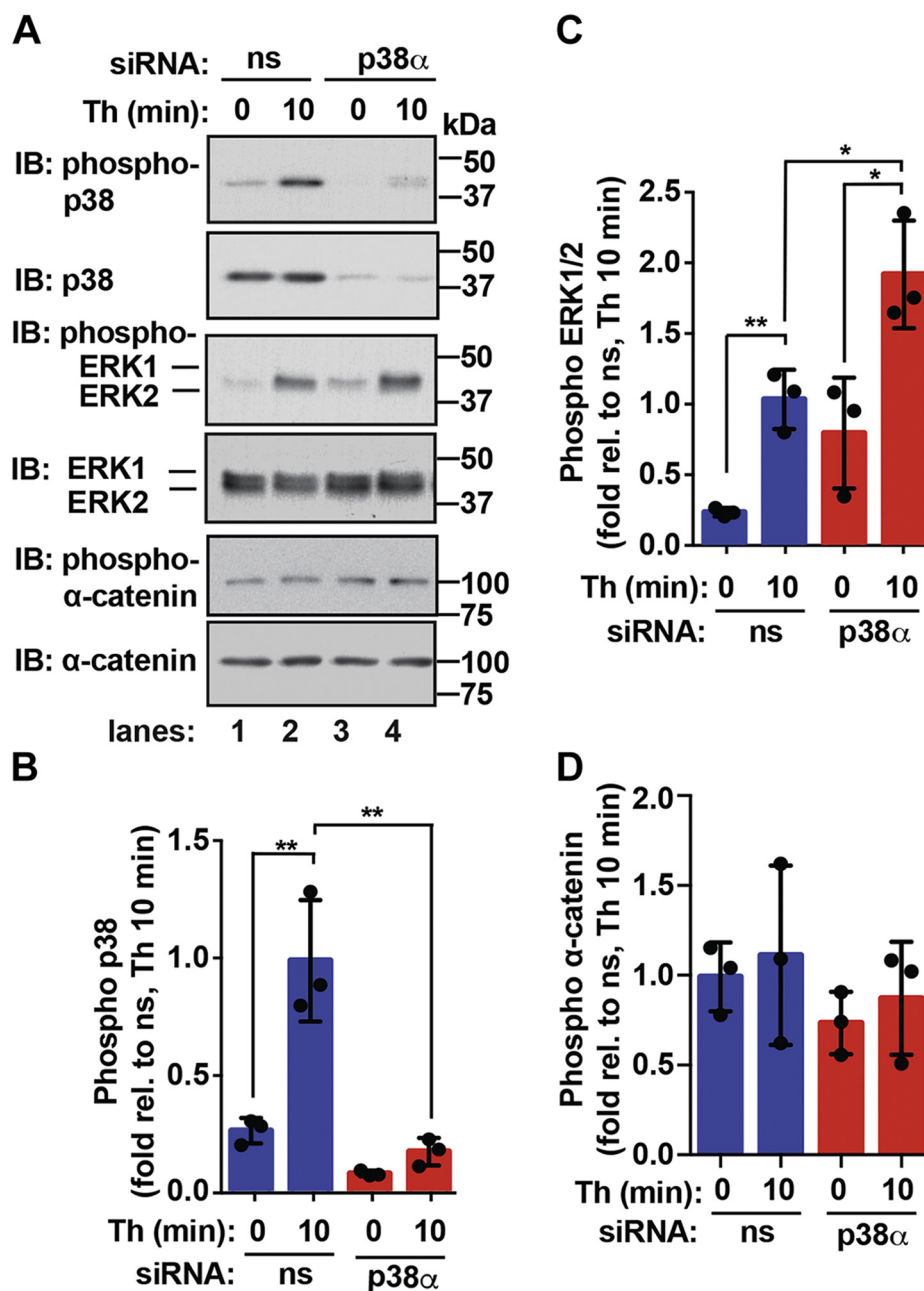 A
siRNA: ns p38α
Th (min): 0 10 0 10
kDa
IB: phospho-
p38
50
37
IB: p38
50
37
IB: phospho-
ERK1
ERK2
50
37
IB: ERK1
ERK2
50
37
IB: phospho-
α-catenin
100
75
IB: α-catenin
100
75
lanes: 1 2 3 4
B
Phospho p38
(fold rel. to ns, Th 10 min)
1.5
1.0
0.5
0.0
** **
Th (min): 0 10 0 10
siRNA: ns p38α
C
Phospho ERK1/2
(fold rel. to ns, Th 10 min)
2.5
2.0
1.5
1.0
0.5
0.0
*
*
**
Th (min): 0 10 0 10
siRNA: ns p38α
D
Phospho α-catenin
(fold rel. to ns, Th 10 min)
2.0
1.5
1.0
0.5
0.0
Th (min): 0 10 0 10
siRNA: ns p38α